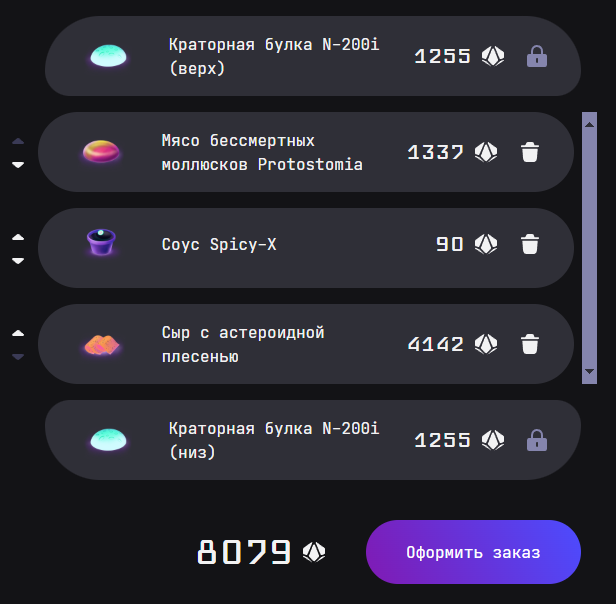 Краторная булка N-200i
(верх)
1255
Мясо бессмертных
моллюсков Protostomia
1337
Соус Spicy-X
90
Сыр с астероидной
плесенью
4142
Краторная булка N-200i
(низ)
1255
8079
Оформить заказ